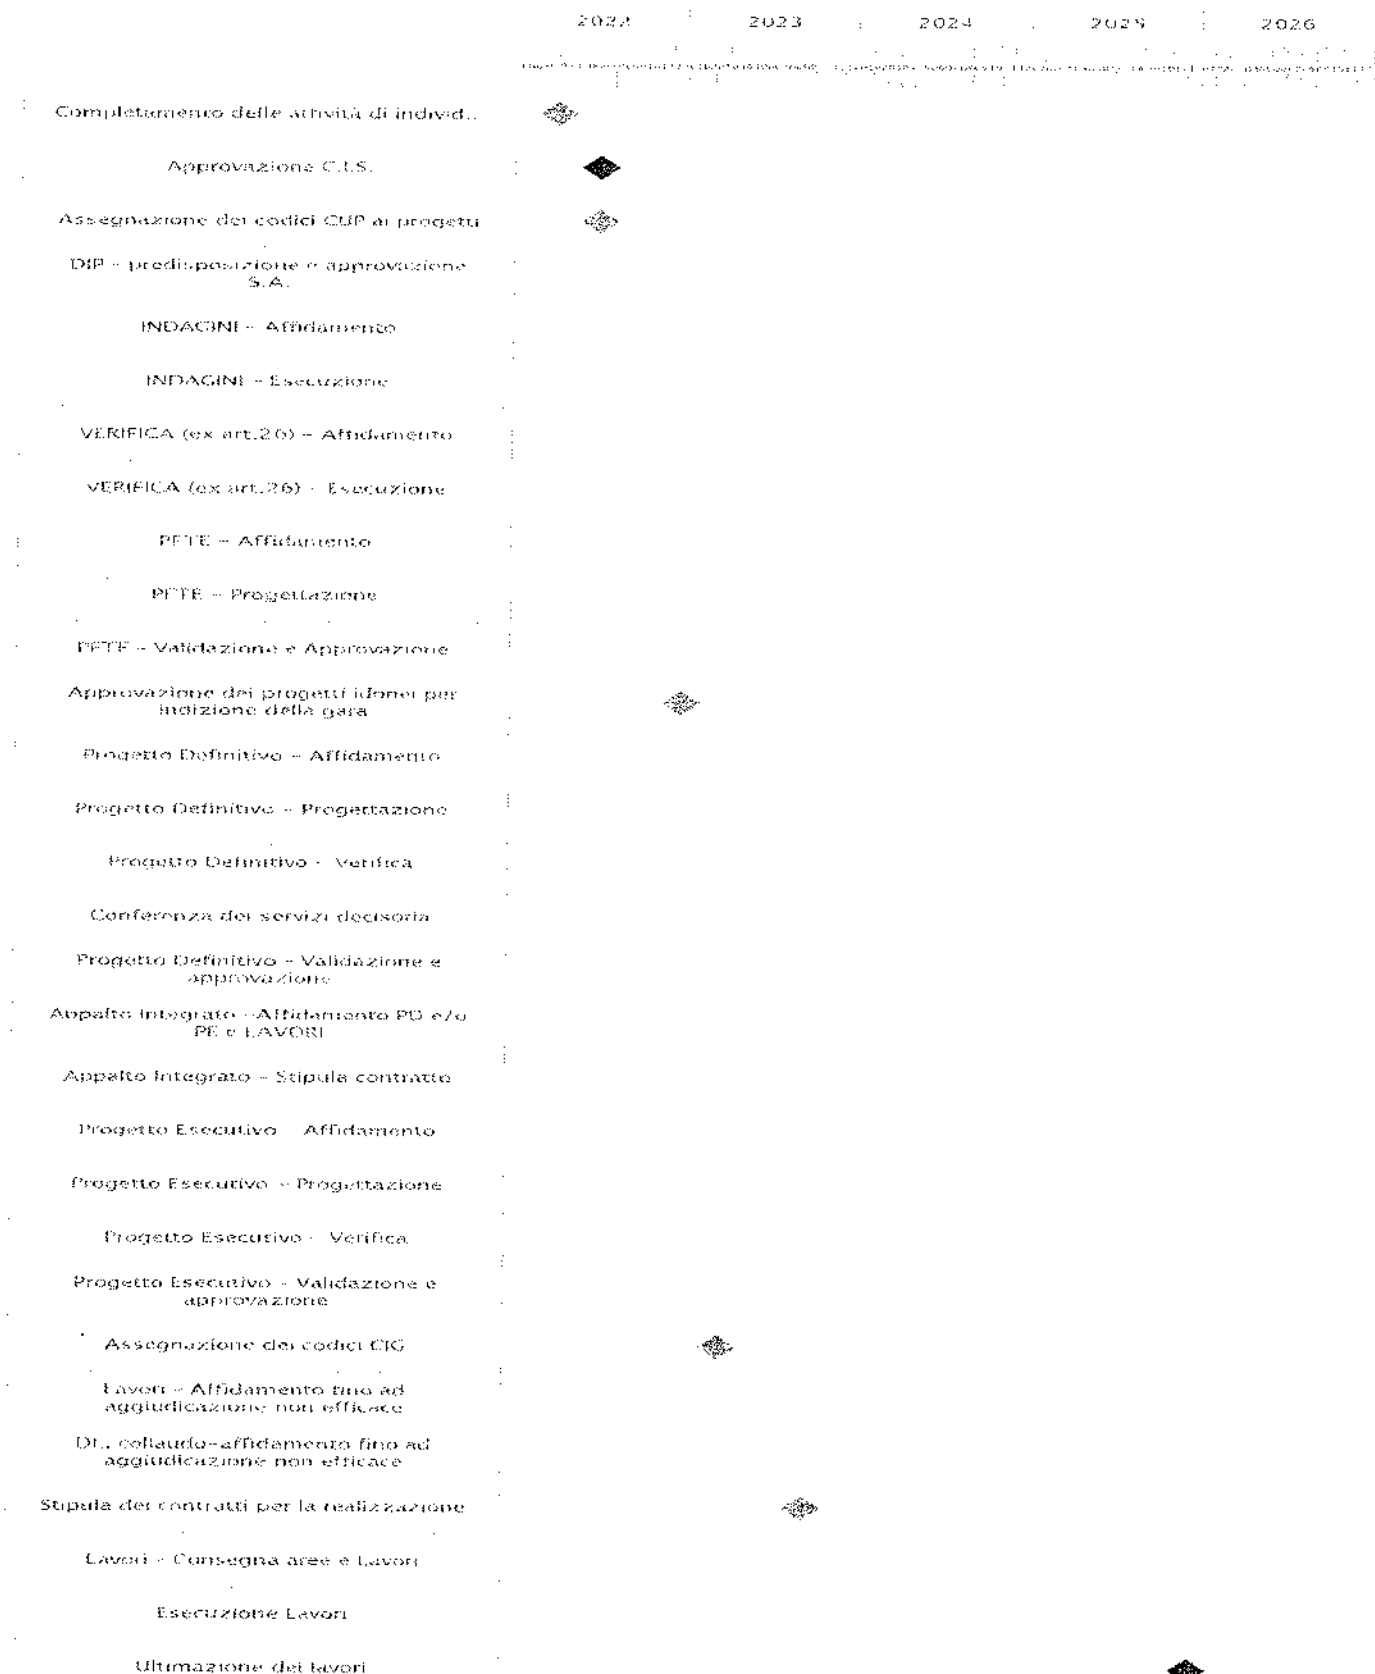 2022 2023 2024 2025 2026
Completamento delle attività di individ..
Approvazione C.I.S.
Assegnazione dei codici CUP ai progetti
DIP - predisposizione e approvazione
S.A.
INDAGINI - Affidamento
INDAGINI - Esecuzione
VERIFICA (ex art.26) - Affidamento
VERIFICA (ex art.26) - Esecuzione
PFTE - Affidamento
PFTE - Progettazione
PFTE - Validazione e Approvazione
Approvazione dei progetti idonei per
indizione della gara
Progetto Definitivo - Affidamento
Progetto Definitivo - Progettazione
Progetto Definitivo - Verifica
Conferenza dei servizi decisoria
Progetto Definitivo - Validazione e
approvazione
Appalto Integrato - Affidamento PD e/o
PE e LAVORI
Appalto Integrato - Stipula contratto
Progetto Esecutivo Affidamento
Progetto Esecutivo - Progettazione
Progetto Esecutivo - Verifica
Progetto Esecutivo - Validazione e
approvazione
Assegnazione dei codici CIG
Lavori - Affidamento fino ad
aggiudicazione non efficace
DL, collaudo-affidamento fino ad
aggiudicazione non efficace
Stipula dei contratti per la realizzazione
Lavori - Consegna aree e Lavori
Esecuzione Lavori
Ultimazione dei lavori